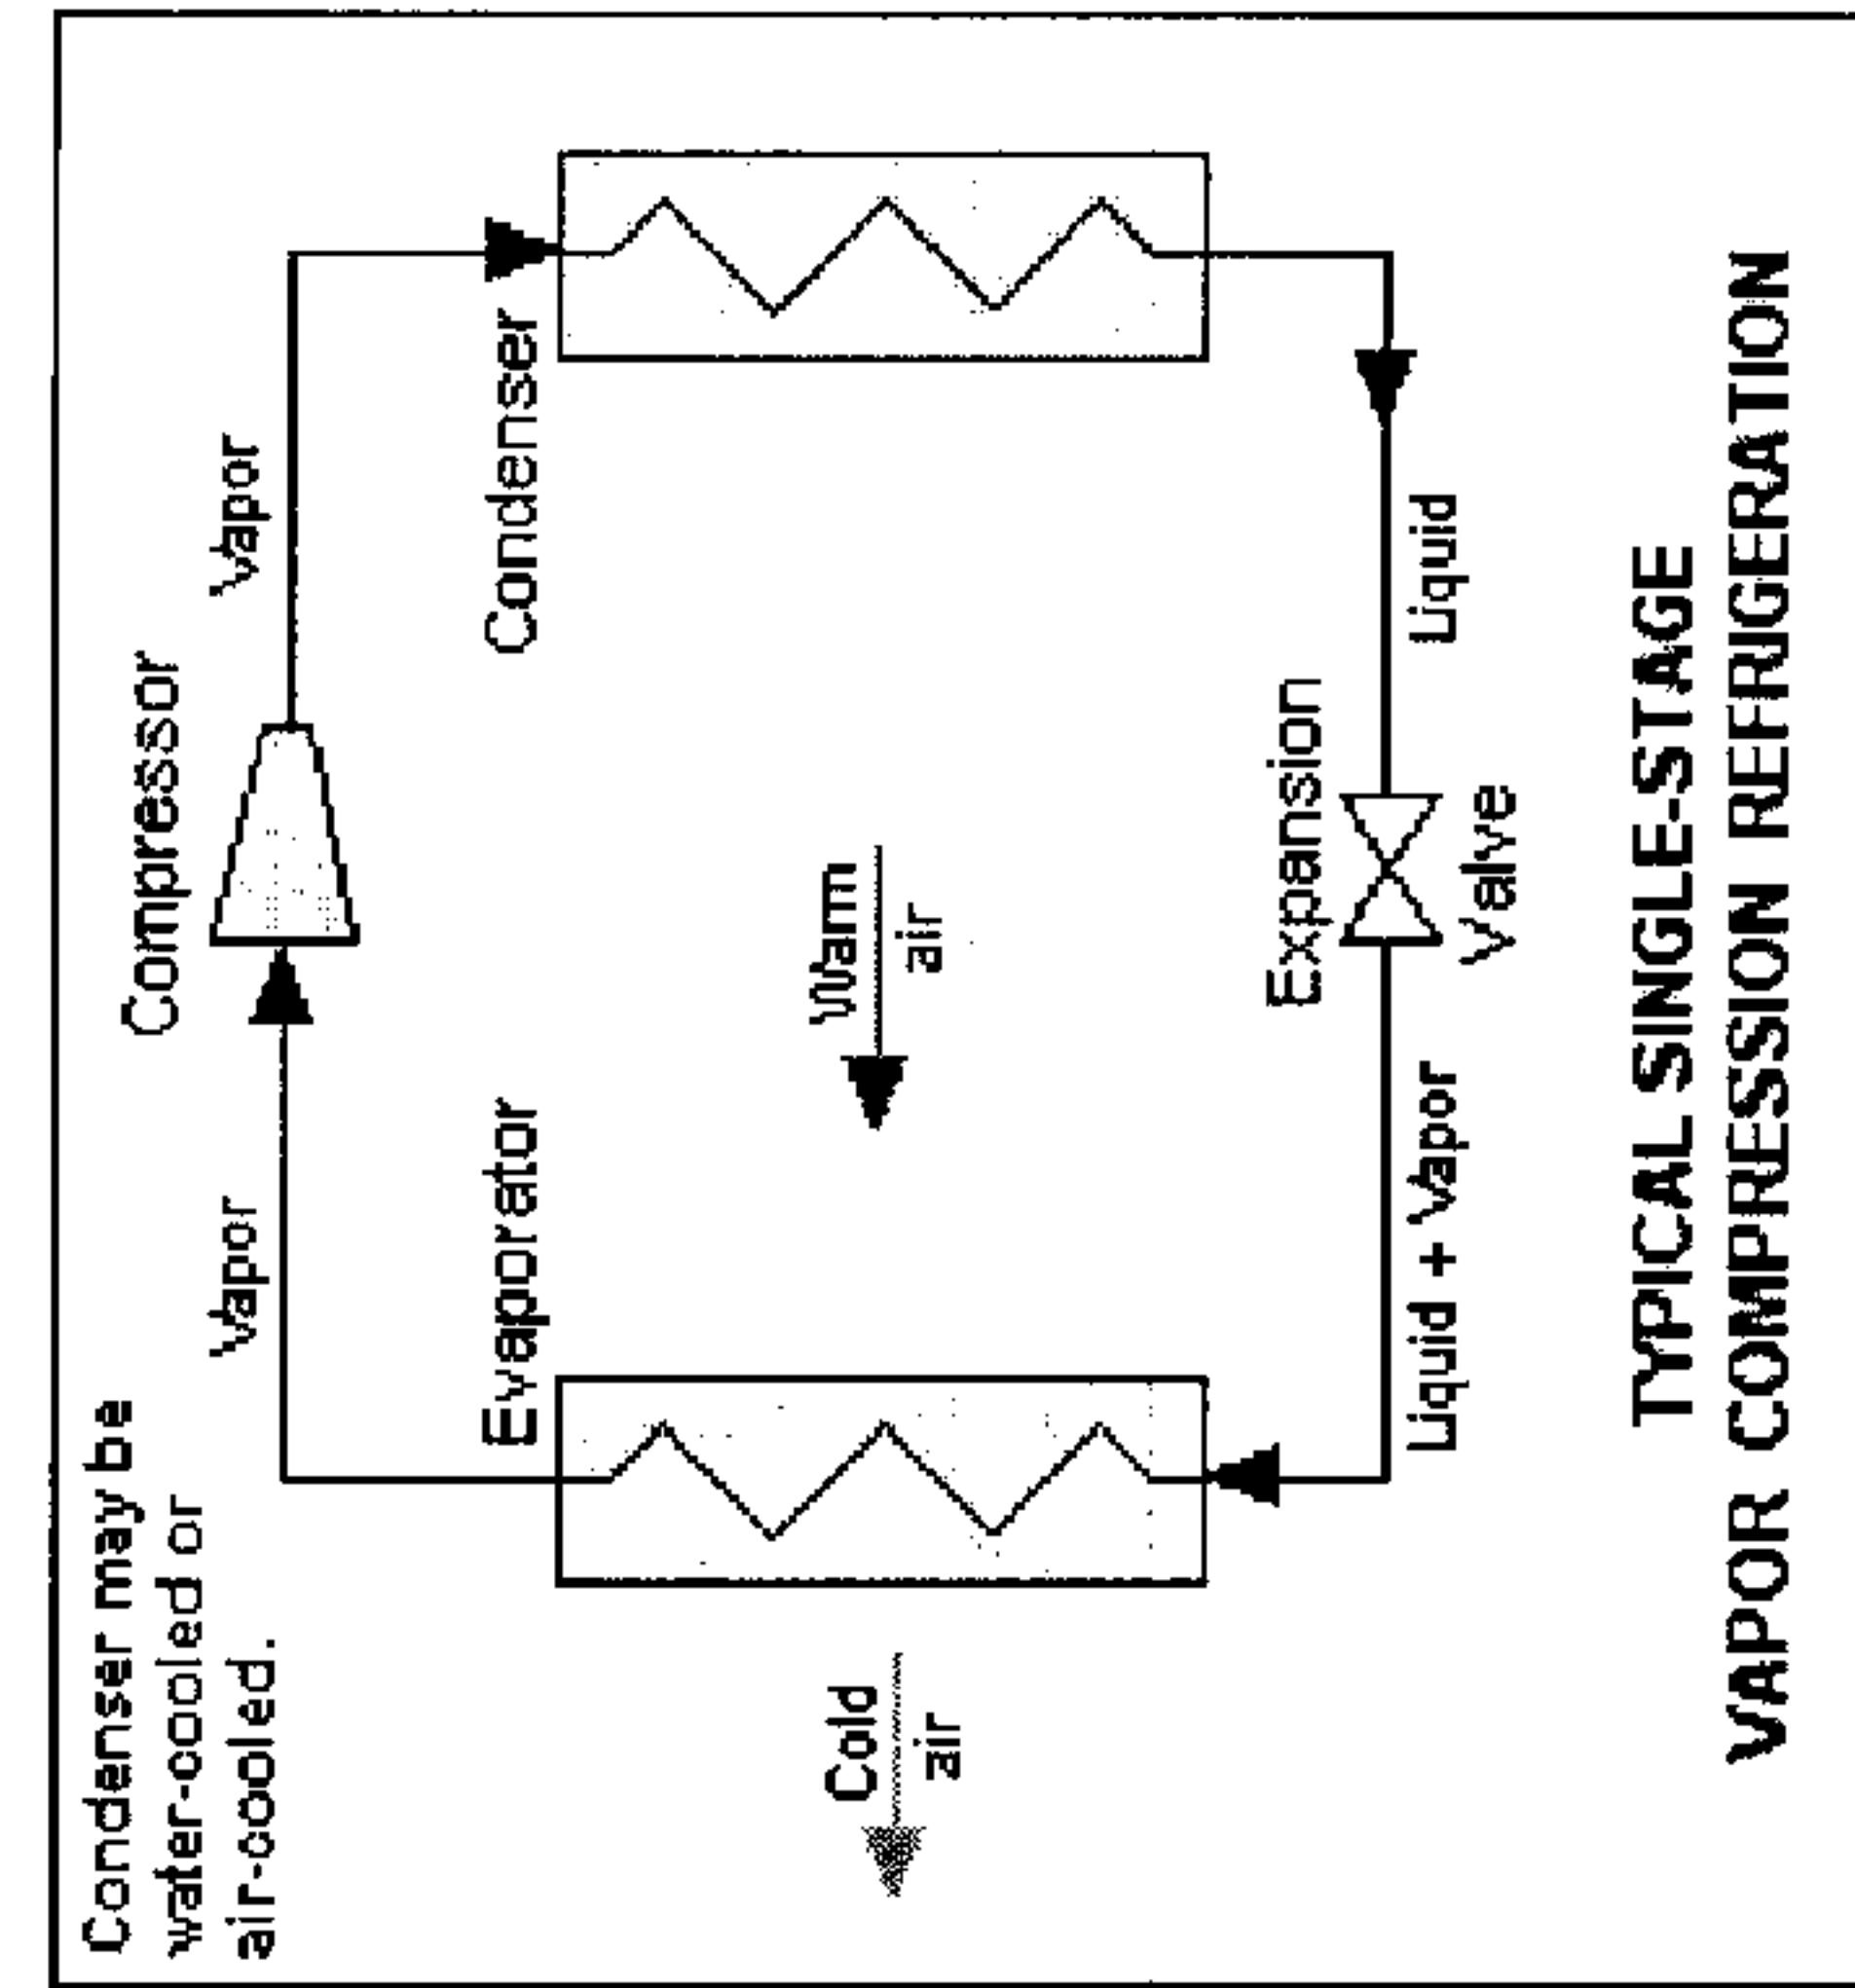 Condenser may be
water-cooled or
air-cooled.
Compressor
Vapor
Vapor
Evaporator
Condenser
Warm
air
Cold
air
Expansion
Valve
Liquid + Vapor
Liquid
TYPICAL SINGLE-STAGE
VAPOR COMPRESSION REFRIGERATION